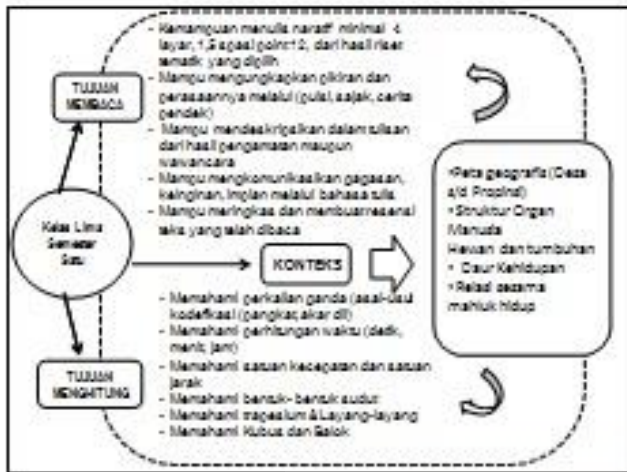 - Kemampuan menulis naratif minimal 4
layar, 1,5 spasi point 12, dari hasil riset
tematik yang dipilih
- Mampu mengungkapkan pikiran dan
perasaannya melalui (puisi, sajak, cerita
pendek)
- Mampu mendeskripsikan dalam tulisan
dari hasil pengamatan maupun
wawancara
- Mampu mengkomunikasikan gagasan,
keinginan, impian melalui bahasa tulis
- Mampu meringkas dan membuat resensi
teks yang telah dibaca
TUJUAN
MEMBACA
Kelas Lima
Semester
Satu
KONTEKS
•Peta geografis (Desa
s/d Propinsi)
•Struktur Organ
Manusia
Hewan dan tumbuhan
• Daur Kehidupan
•Relasi sesama
mahluk hidup
TUJUAN
MENGHITUNG
- Memahami perkalian ganda (asal-usul
kodefikasi (pangkat, akar dll)
- Memahami perhitungan waktu (detik,
menit, jam)
- Memahami satuan kecepatan dan satuan
jarak
- Memahami bentuk- bentuk sudut
- Memahami trapesium & Layang-layang
- Memahami Kubus dan Balok